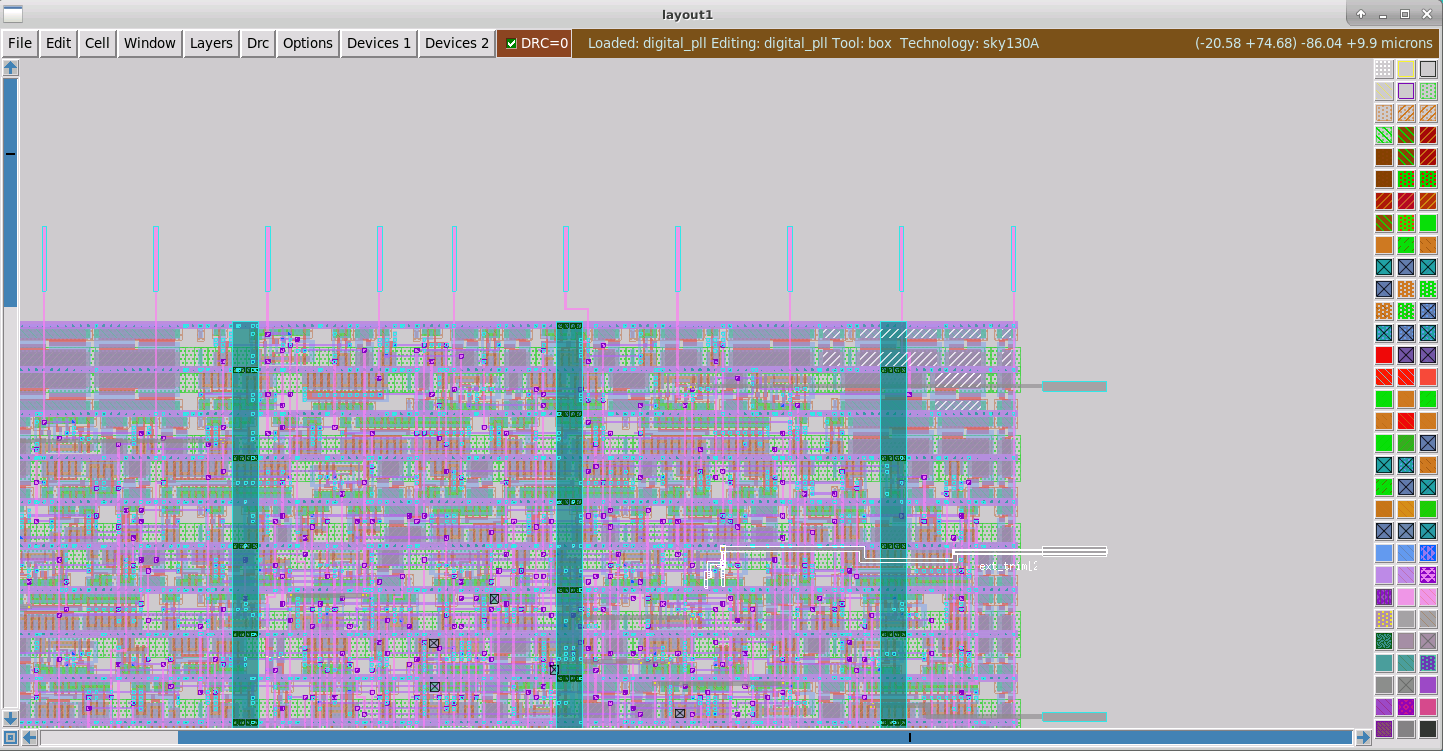 layout1
File Edit Cell Window Layers Drc Options Devices 1 Devices 2 DRC=0 Loaded: digital_pll Editing: digital_pll Tool: box Technology: sky130A (-20.58 +74.68) -86.04 +9.9 microns
ext_trim[2